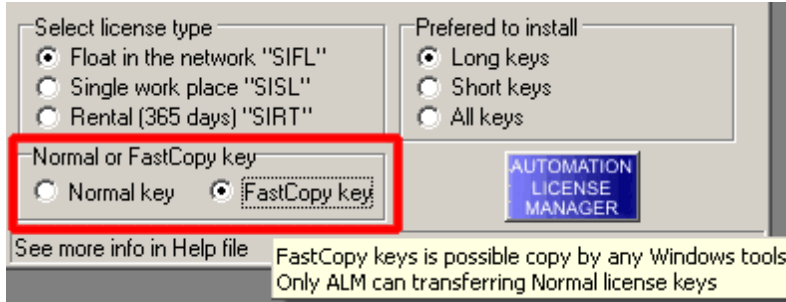 Select license type
Float in the network "SIFL"
Single work place "SISL"
Rental (365 days) "SIRT"
Prefered to install
Long keys
Short keys
All keys
Normal or FastCopy key
Normal key
FastCopy key
AUTOMATION
LICENSE
MANAGER
See more info in Help file
FastCopy keys is possible copy by any Windows tools
Only ALM can transferring Normal license keys